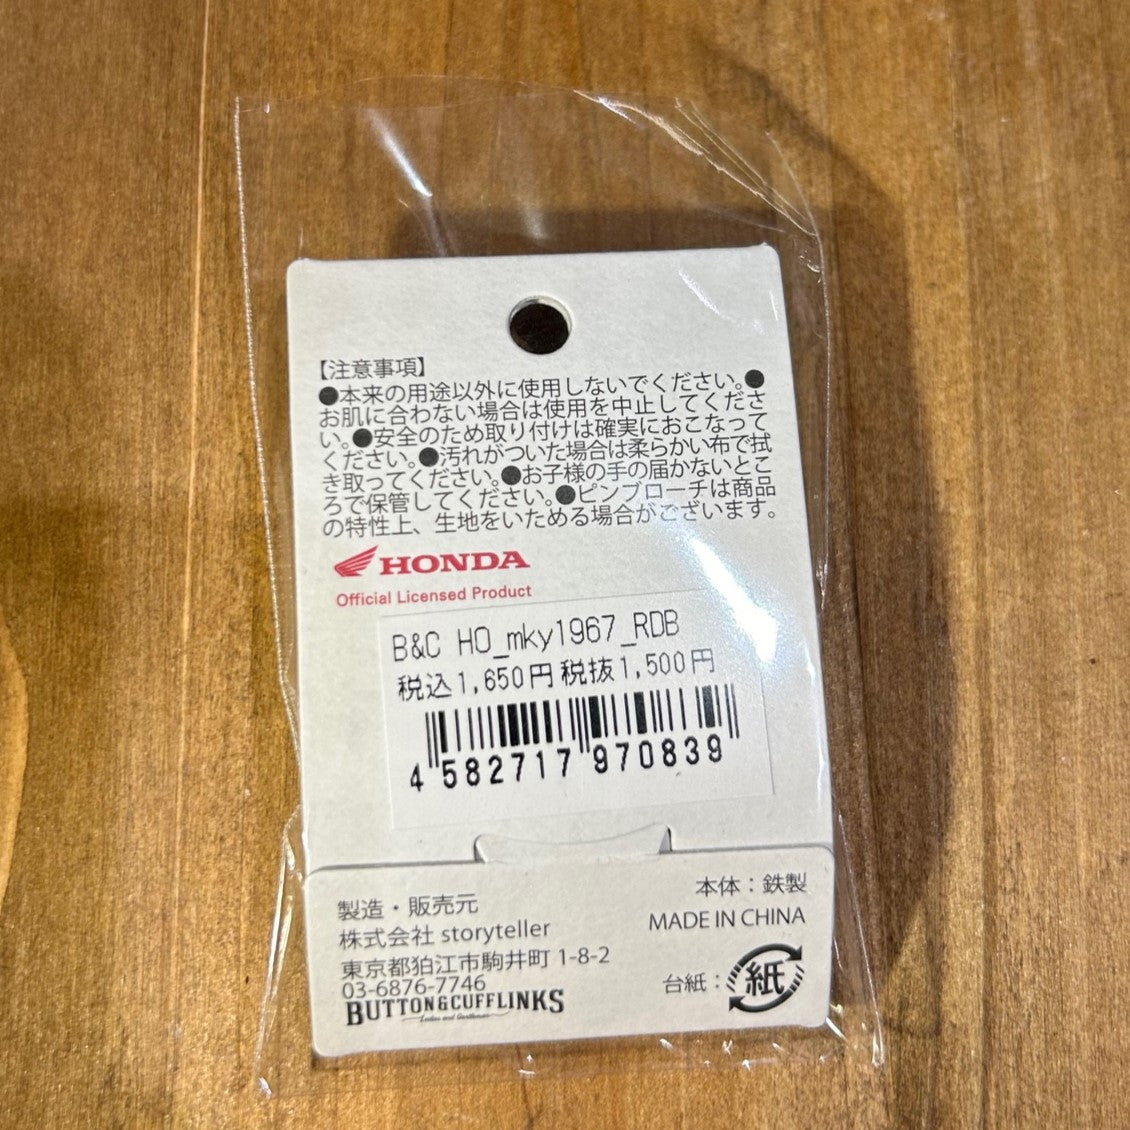 【注意事項】
●本来の用途以外に使用しないでください。●
お肌に合わない場合は使用を中止してくださ
い。●安全のため取り付けは確実におこなって
ください。●汚れがついた場合は柔らかい布で拭
き取ってください。●お子様の手の届かないとこ
ろで保管してください。●ピンブローチは商品
の特性上、生地をいためる場合がございます。
HONDA
Official Licensed Product
B&C HO_mky1967_RDB
税込1,650円税抜1,500円
4582717970839
製造・販売元
株式会社 storyteller
東京都狛江市駒井町 1-8-2
03-6876-7746
BUTTON&CUFFLINKS
Ladies and Gentlemen
本体：鉄製
MADE IN CHINA
台紙：紙